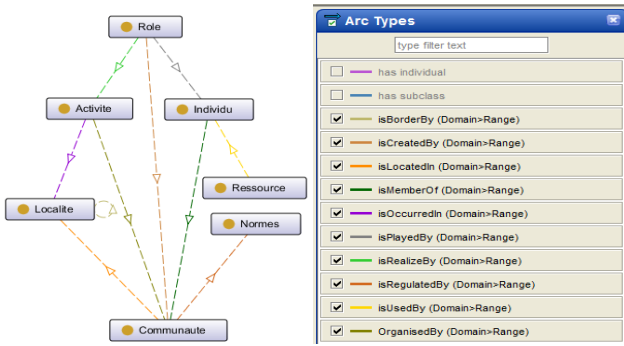 Role
Activite
Individu
Ressource
Localite
Normes
Communaute
Arc Types
type filter text
has individual
has subclass
isBorderBy (Domain>Range)
isCreatedBy (Domain>Range)
isLocatedIn (Domain>Range)
isMemberOf (Domain>Range)
isOccurredIn (Domain>Range)
isPlayedBy (Domain>Range)
isRealizeBy (Domain>Range)
isRegulatedBy (Domain>Range)
isUsedBy (Domain>Range)
OrganisedBy (Domain>Range)